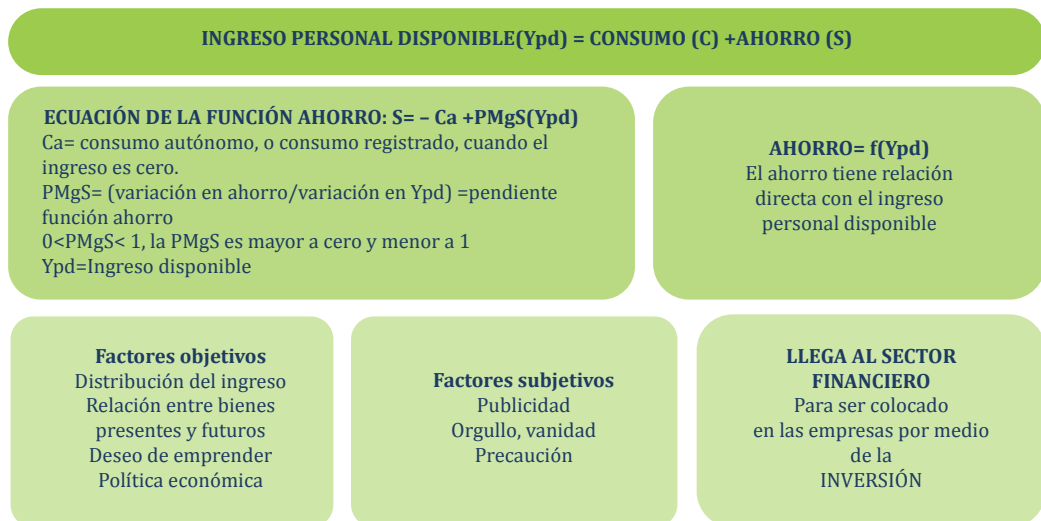 INGRESO PERSONAL DISPONIBLE(Ypd) = CONSUMO (C) +AHORRO (S)
ECUACIÓN DE LA FUNCIÓN AHORRO: S= – Ca +PMgS(Ypd)
Ca= consumo autónomo, o consumo registrado, cuando el
ingreso es cero.
PMgS= (variación en ahorro/variación en Ypd) =pendiente
función ahorro
0<PMgS< 1, la PMgS es mayor a cero y menor a 1
Ypd=Ingreso disponible
AHORRO= f(Ypd)
El ahorro tiene relación
directa con el ingreso
personal disponible
Factores objetivos
Distribución del ingreso
Relación entre bienes
presentes y futuros
Deseo de emprender
Política económica
Factores subjetivos
Publicidad
Orgullo, vanidad
Precaución
LLEGA AL SECTOR
FINANCIERO
Para ser colocado
en las empresas por medio
de la
INVERSIÓN